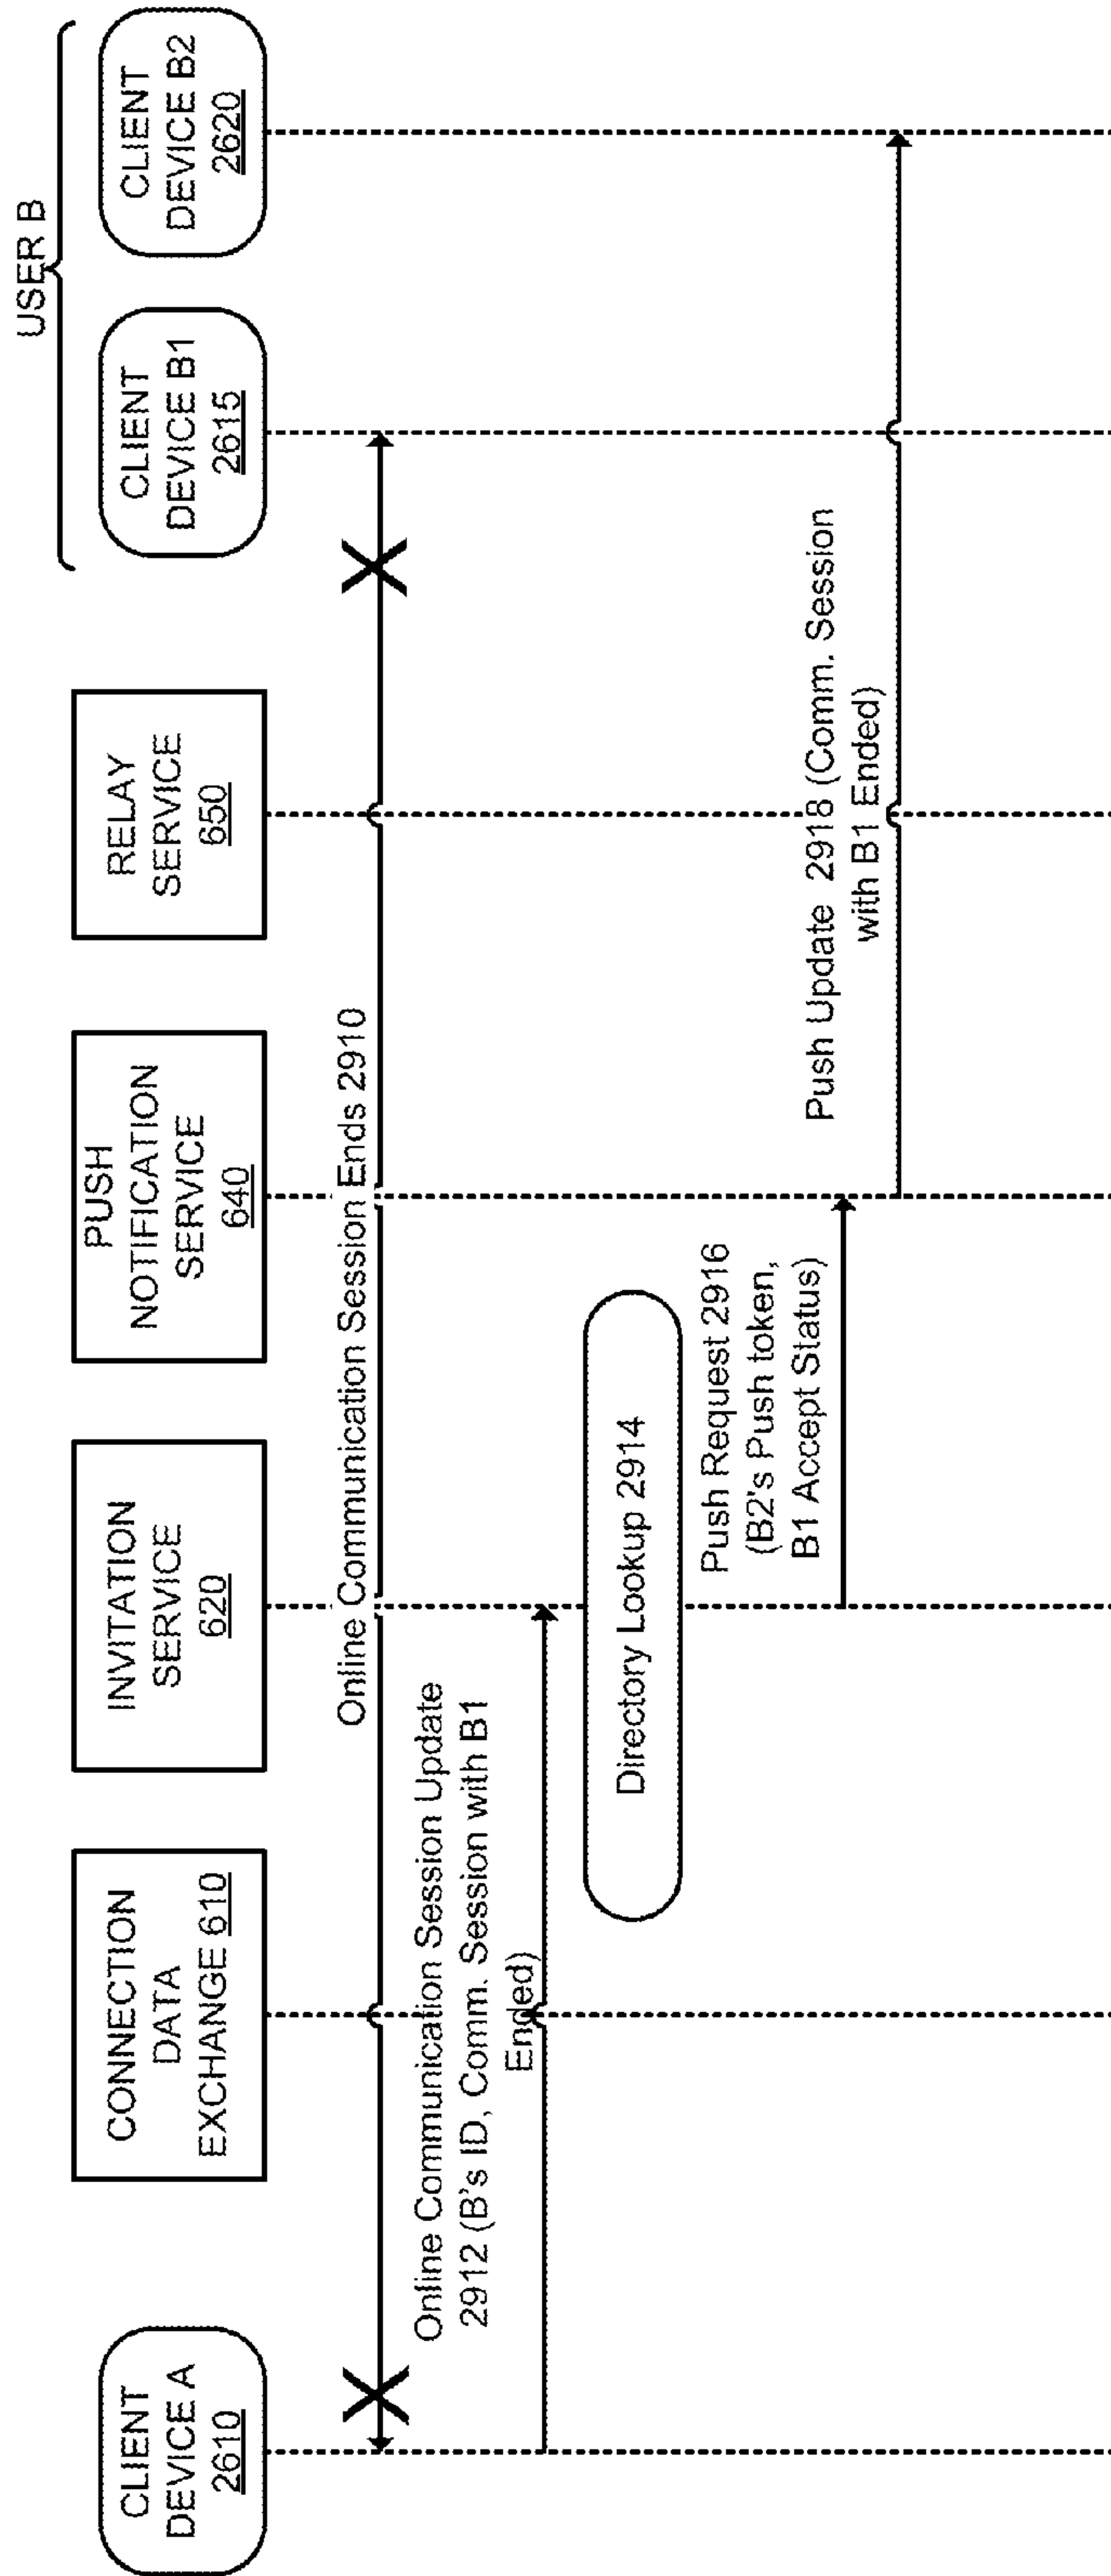 USER B
CLIENT
DEVICE A
2610
CONNECTION
DATA
EXCHANGE 610
INVITATION
SERVICE
620
PUSH
NOTIFICATION
SERVICE
640
RELAY
SERVICE
650
CLIENT
DEVICE B1
2615
CLIENT
DEVICE B2
2620
Online Communication Session Ends 2910
Online Communication Session Update
2912 (B's ID, Comm. Session with B1
Ended)
Directory Lookup 2914
Push Request 2916
(B2's Push token,
B1 Accept Status)
Push Update 2918 (Comm. Session
with B1 Ended)